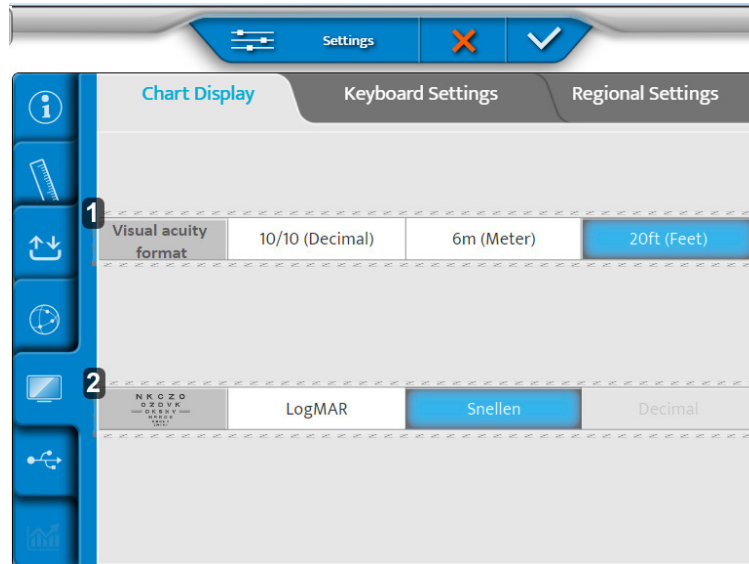 Settings
Chart Display
Keyboard Settings
Regional Settings
1
Visual acuity
format
10/10 (Decimal)
6m (Meter)
20ft (Feet)
2
N K C Z O
O Z D V K
LogMAR
Snellen
Decimal